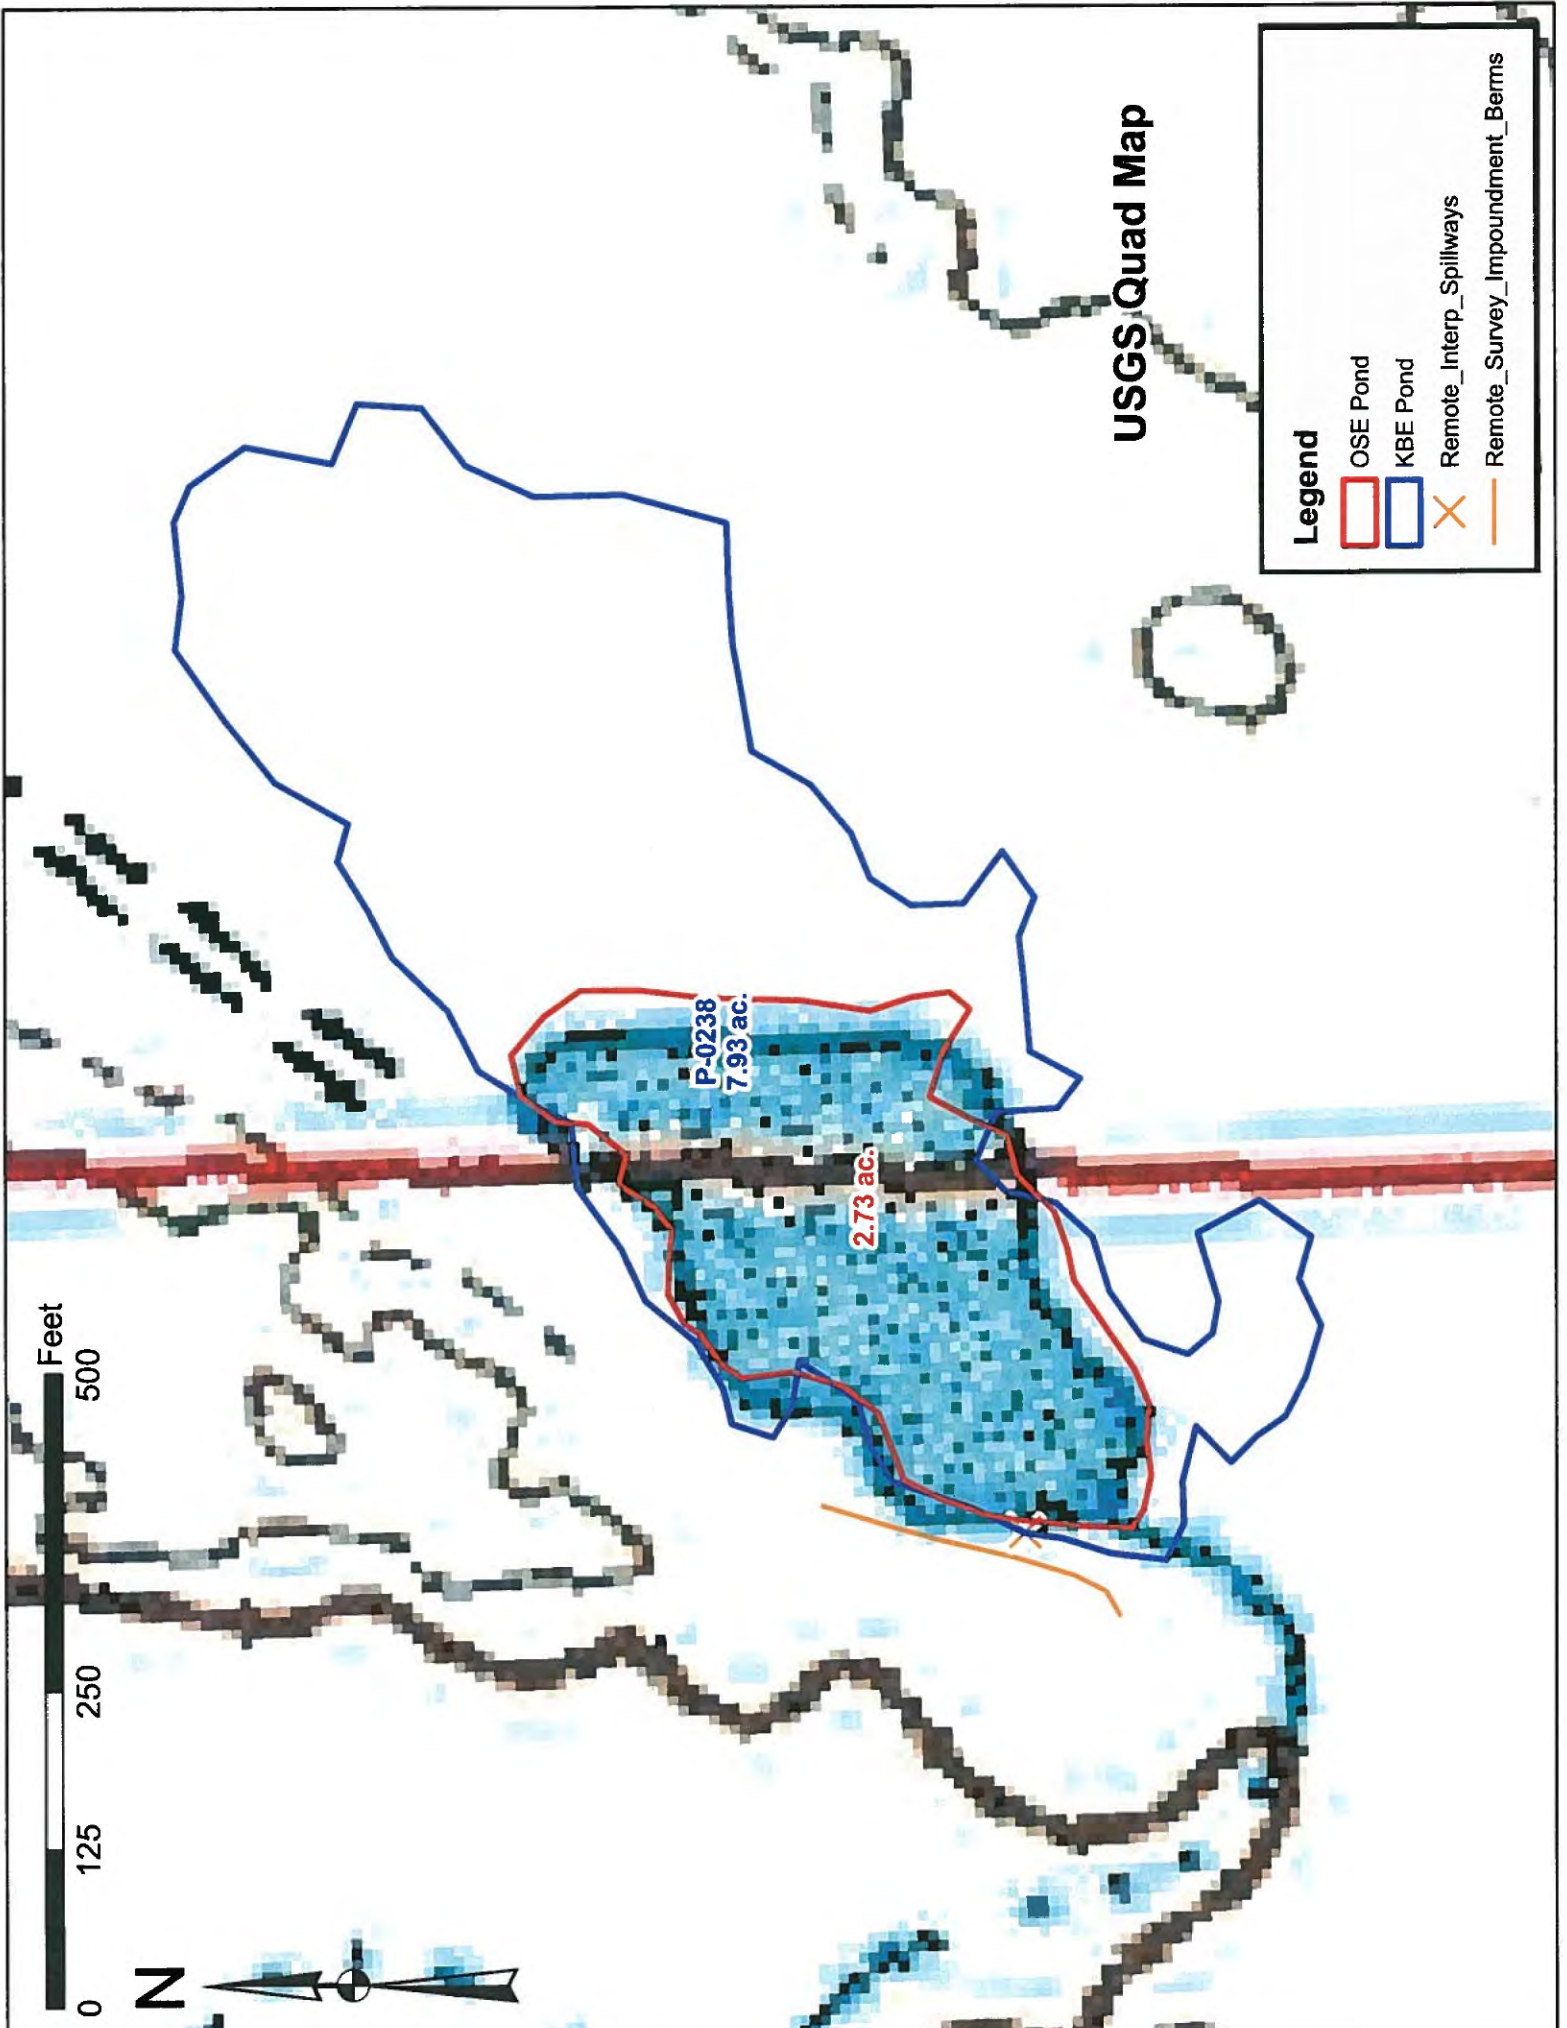 N
0 125 250 500
Feet
P-0238
7.93 ac.
2.73 ac.
USGS Quad Map
Legend
OSE Pond
KBE Pond
Remote_Interp_Spillways
Remote_Survey_Impoundment_Berms